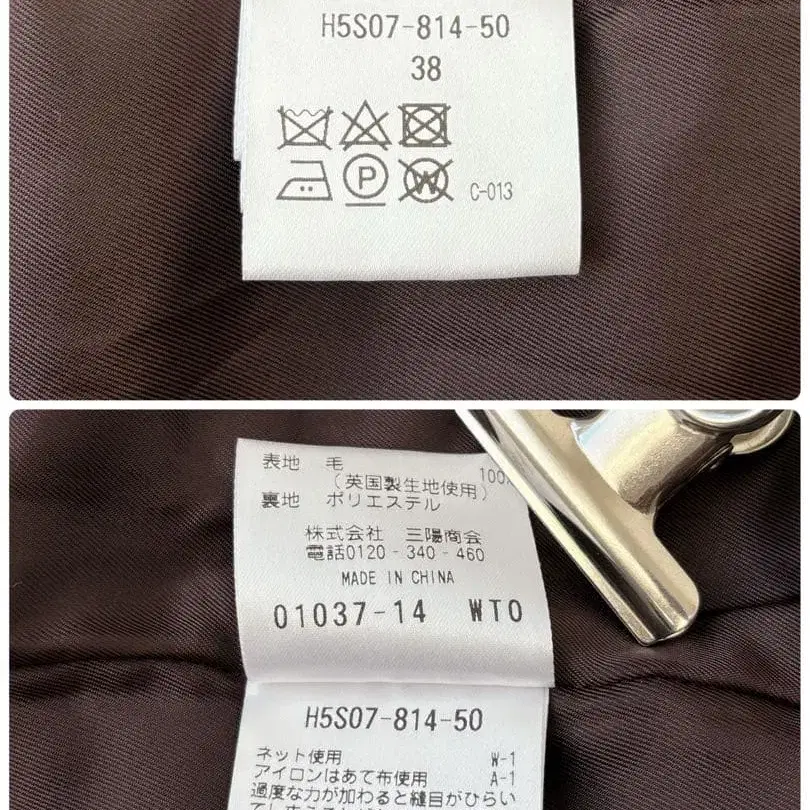 H5S07-814-50
38
P
W
C-013
表地 毛 100%
(英国製生地使用)
裏地 ポリエステル
株式会社 三陽商会
電話0120-340-460
MADE IN CHINA
01037-14 WTO
H5S07-814-50
ネット使用 W-1
アイロンはあて布使用 A-1
過度な力が加わると縫目がひらい